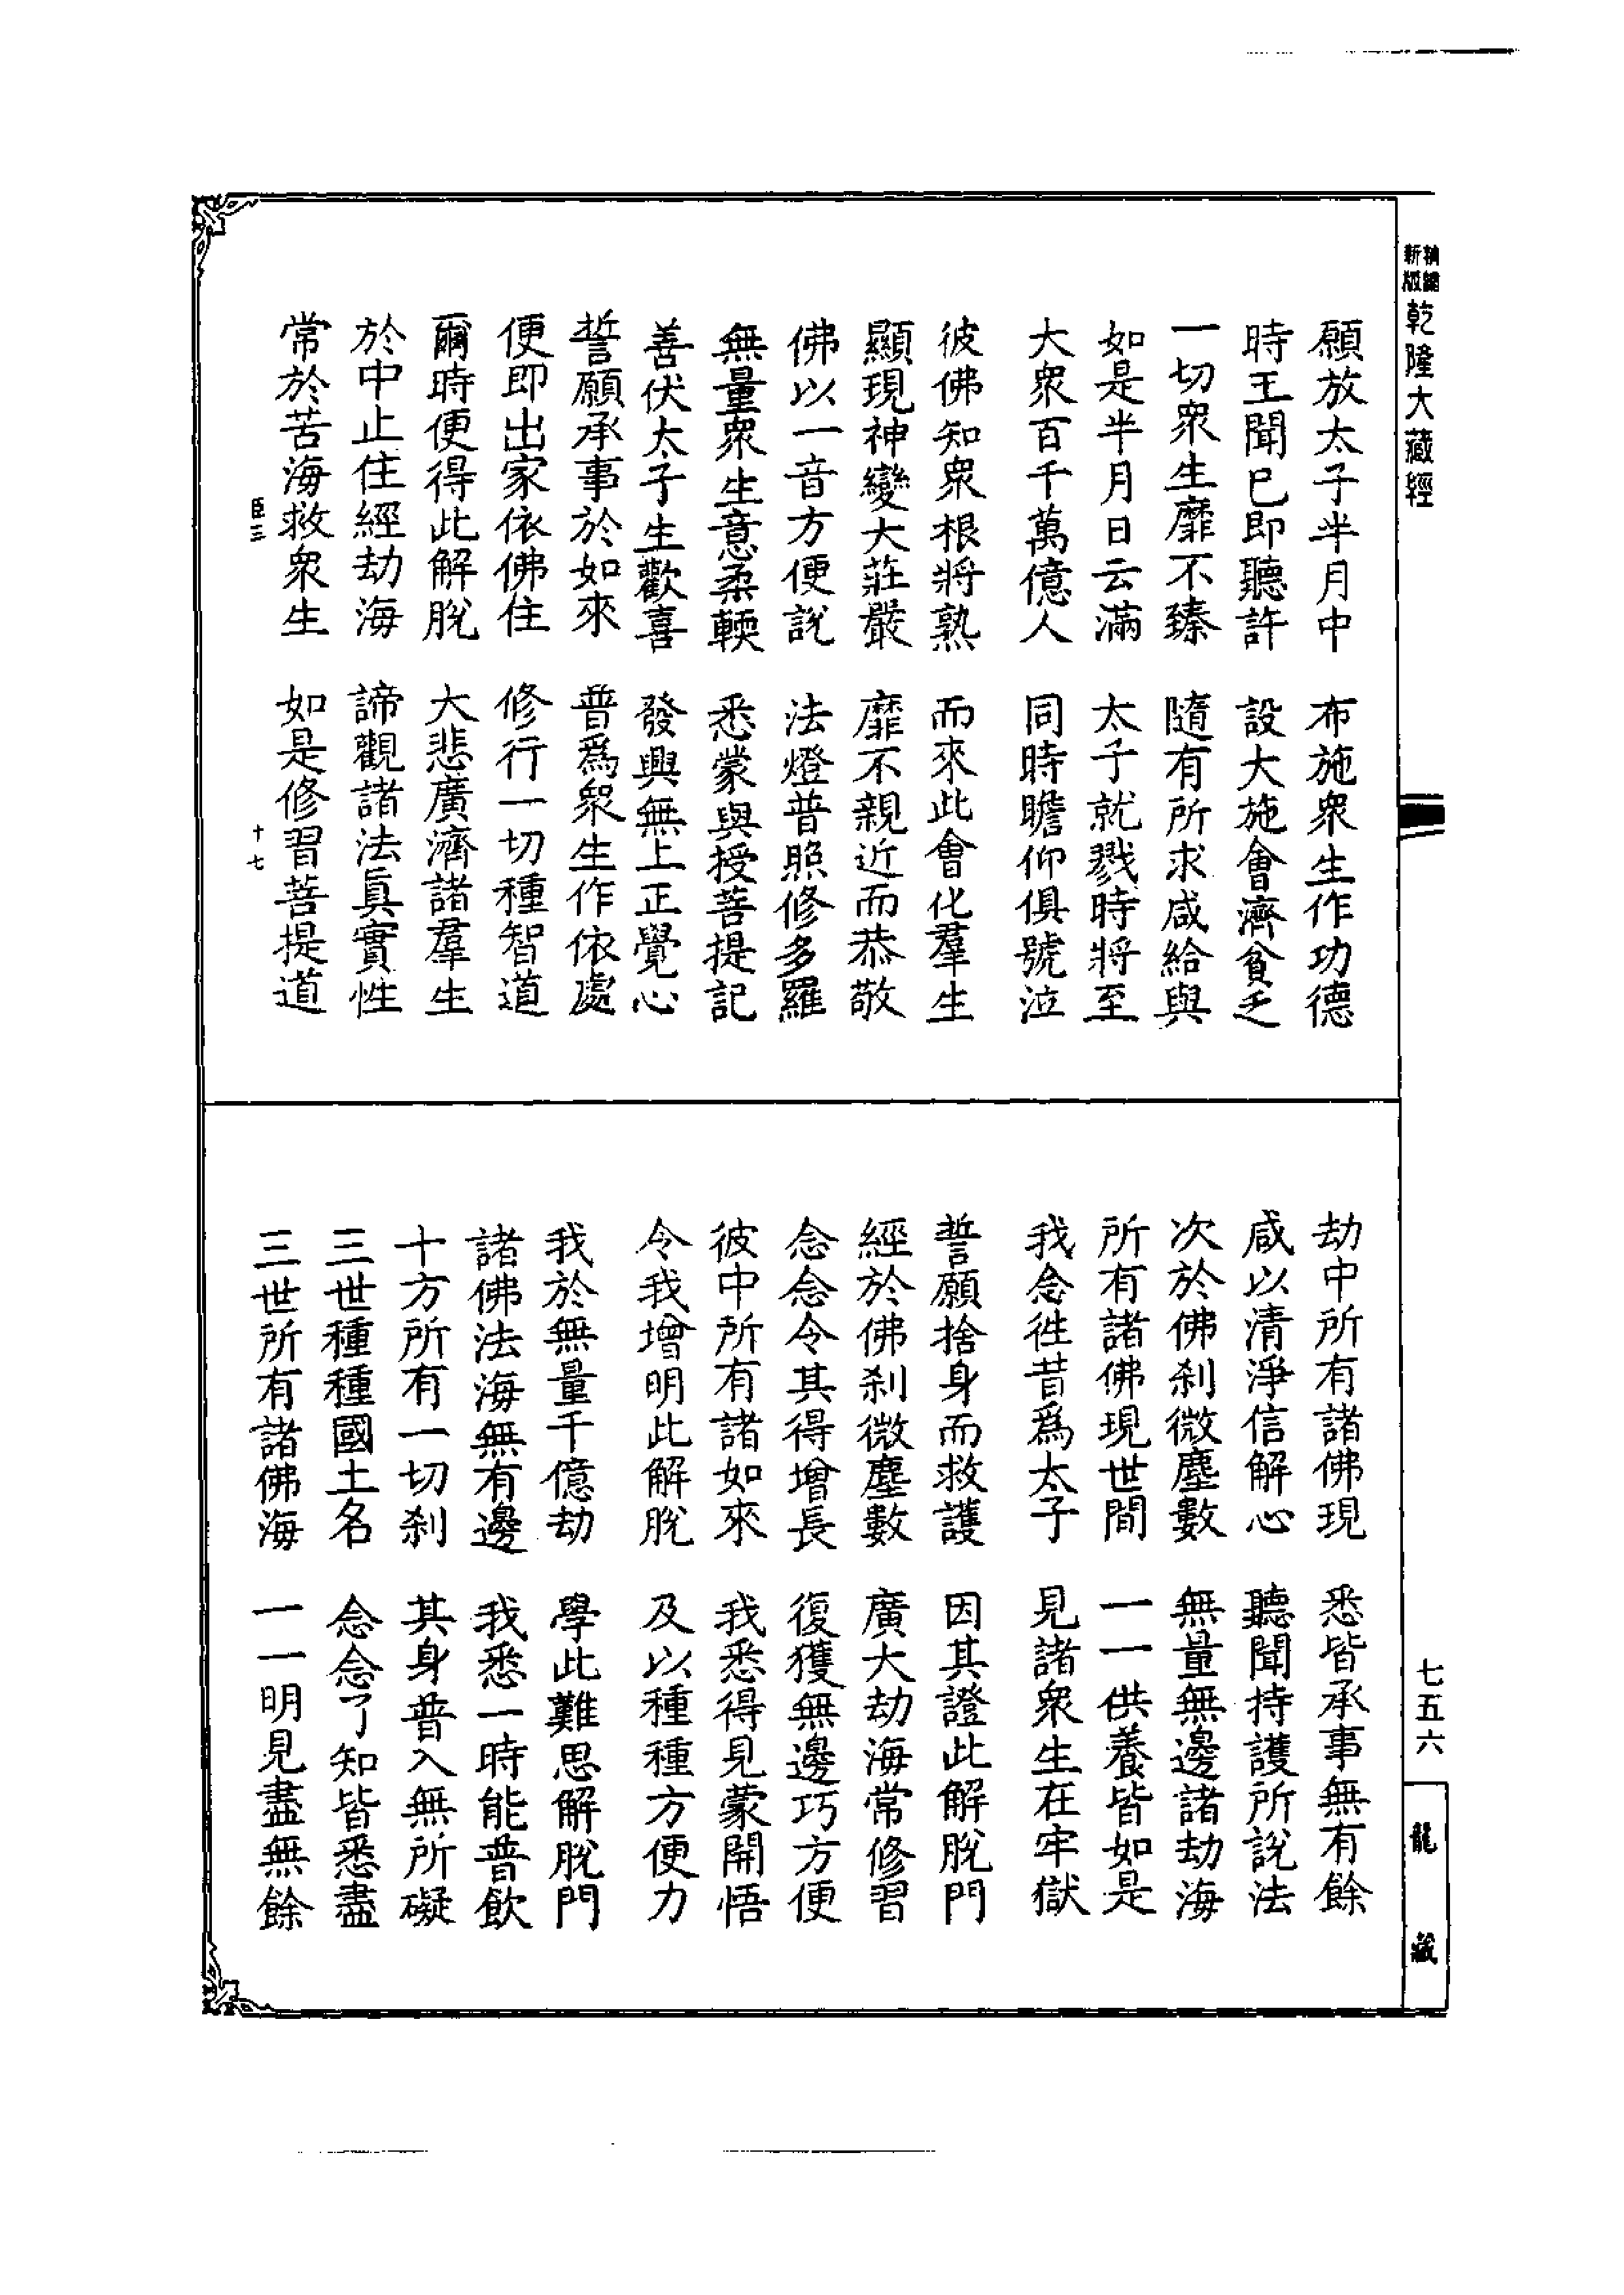 新版 精縮
乾隆大藏經
願放太子半月中 布施衆生作功德
時王聞已即聽許 設大施會濟貧乏
一切衆生靡不臻 隨有所求咸給與
如是半月日云滿 太子就戮時將至
大衆百千萬億人 同時瞻仰俱號泣
彼佛知衆根將熟 而來此會化羣生
顯現神變大莊嚴 靡不親近而恭敬
佛以一音方便說 法燈普照修多羅
無量衆生意柔輭 悉蒙與授菩提記
善伏太子生歡喜 發興無上正覺心
誓願承事於如來 普爲衆生作依處
便即出家依佛住 修行一切種智道
爾時便得此解脫 大悲廣濟諸羣生
於中止住經劫海 諦觀諸法眞實性
常於苦海救衆生 如是修習菩提道
臣三 十七
劫中所有諸佛現 悉皆承事無有餘
咸以清淨信解心 聽聞持護所說法
次於佛刹微塵數 無量無邊諸劫海
所有諸佛現世間 一一供養皆如是
我念徃昔爲太子 見諸衆生在牢獄
誓願捨身而救護 因其證此解脫門
經於佛刹微塵數 廣大劫海常修習
念念令其得增長 復獲無邊巧方便
彼中所有諸如來 我悉得見蒙開悟
令我增明此解脫 及以種種方便力
我於無量千億劫 學此難思解脫門
諸佛法海無有邊 我悉一時能普飲
十方所有一切刹 其身普入無所礙
三世種種國土名 念念了知皆悉盡
三世所有諸佛海 一一明見盡無餘
七五六
龍藏